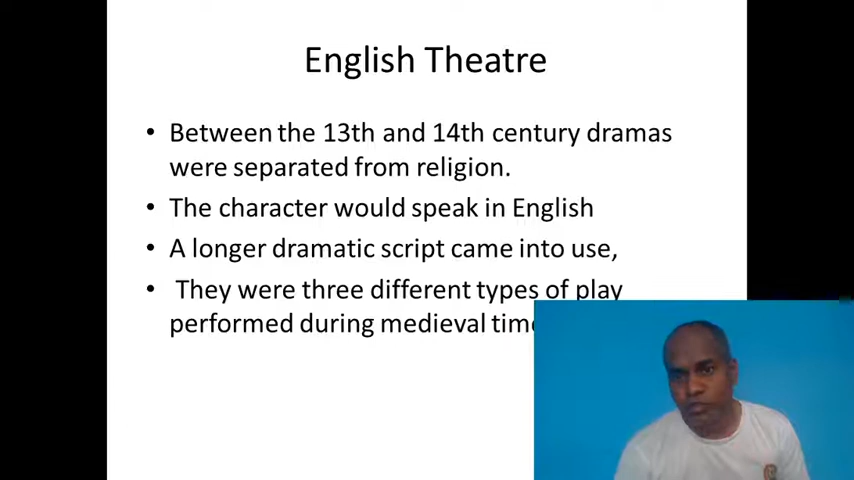 English Theatre
• Between the 13th and 14th century dramas
were separated from religion.
• The character would speak in English
• A longer dramatic script came into use,
• They were three different types of play
performed during medieval